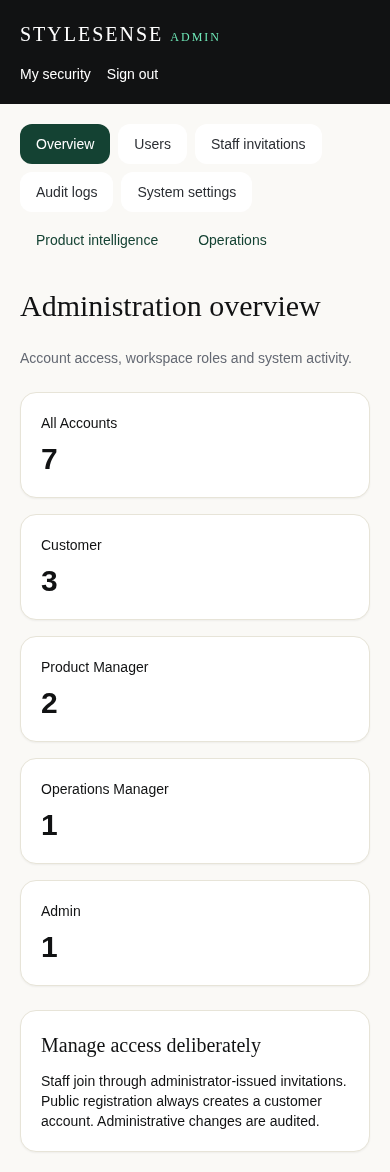 STYLESENSE ADMIN
My security Sign out
Overview Users Staff invitations
Audit logs System settings
Product intelligence Operations
Administration overview
Account access, workspace roles and system activity.
All Accounts
7
Customer
3
Product Manager
2
Operations Manager
1
Admin
1
Manage access deliberately
Staff join through administrator-issued invitations.
Public registration always creates a customer
account. Administrative changes are audited.